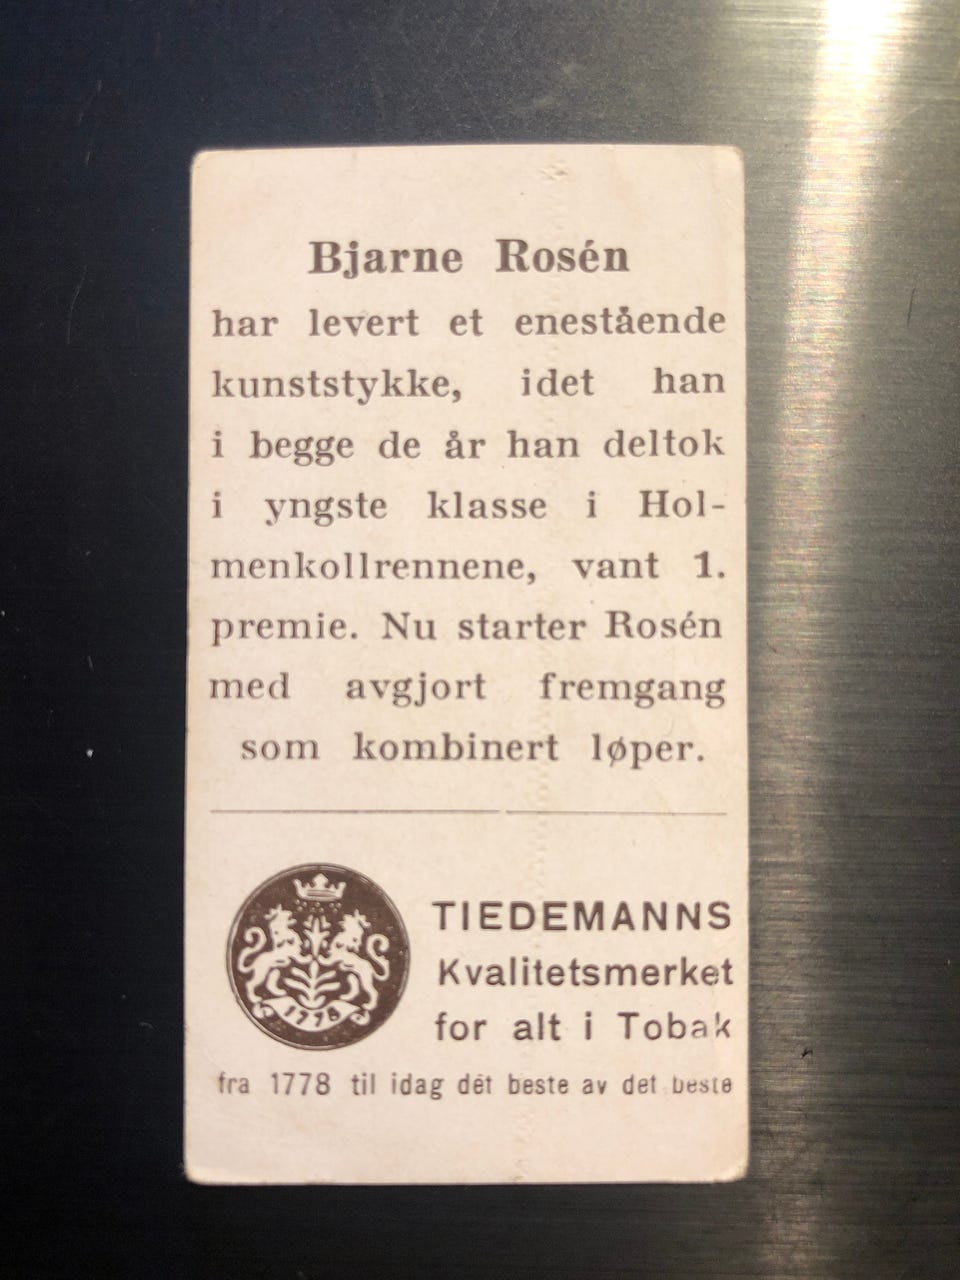 Bjarne Rosén
har levert et enestående
kunststykke, idet han
i begge de år han deltok
i yngste klasse i Hol-
menkollrennene, vant 1.
premie. Nu starter Rosén
med avgjort fremgang
som kombinert løper.
1778
TIEDEMANNS
Kvalitetsmerket
for alt i Tobak
fra 1778 til idag dét beste av det beste